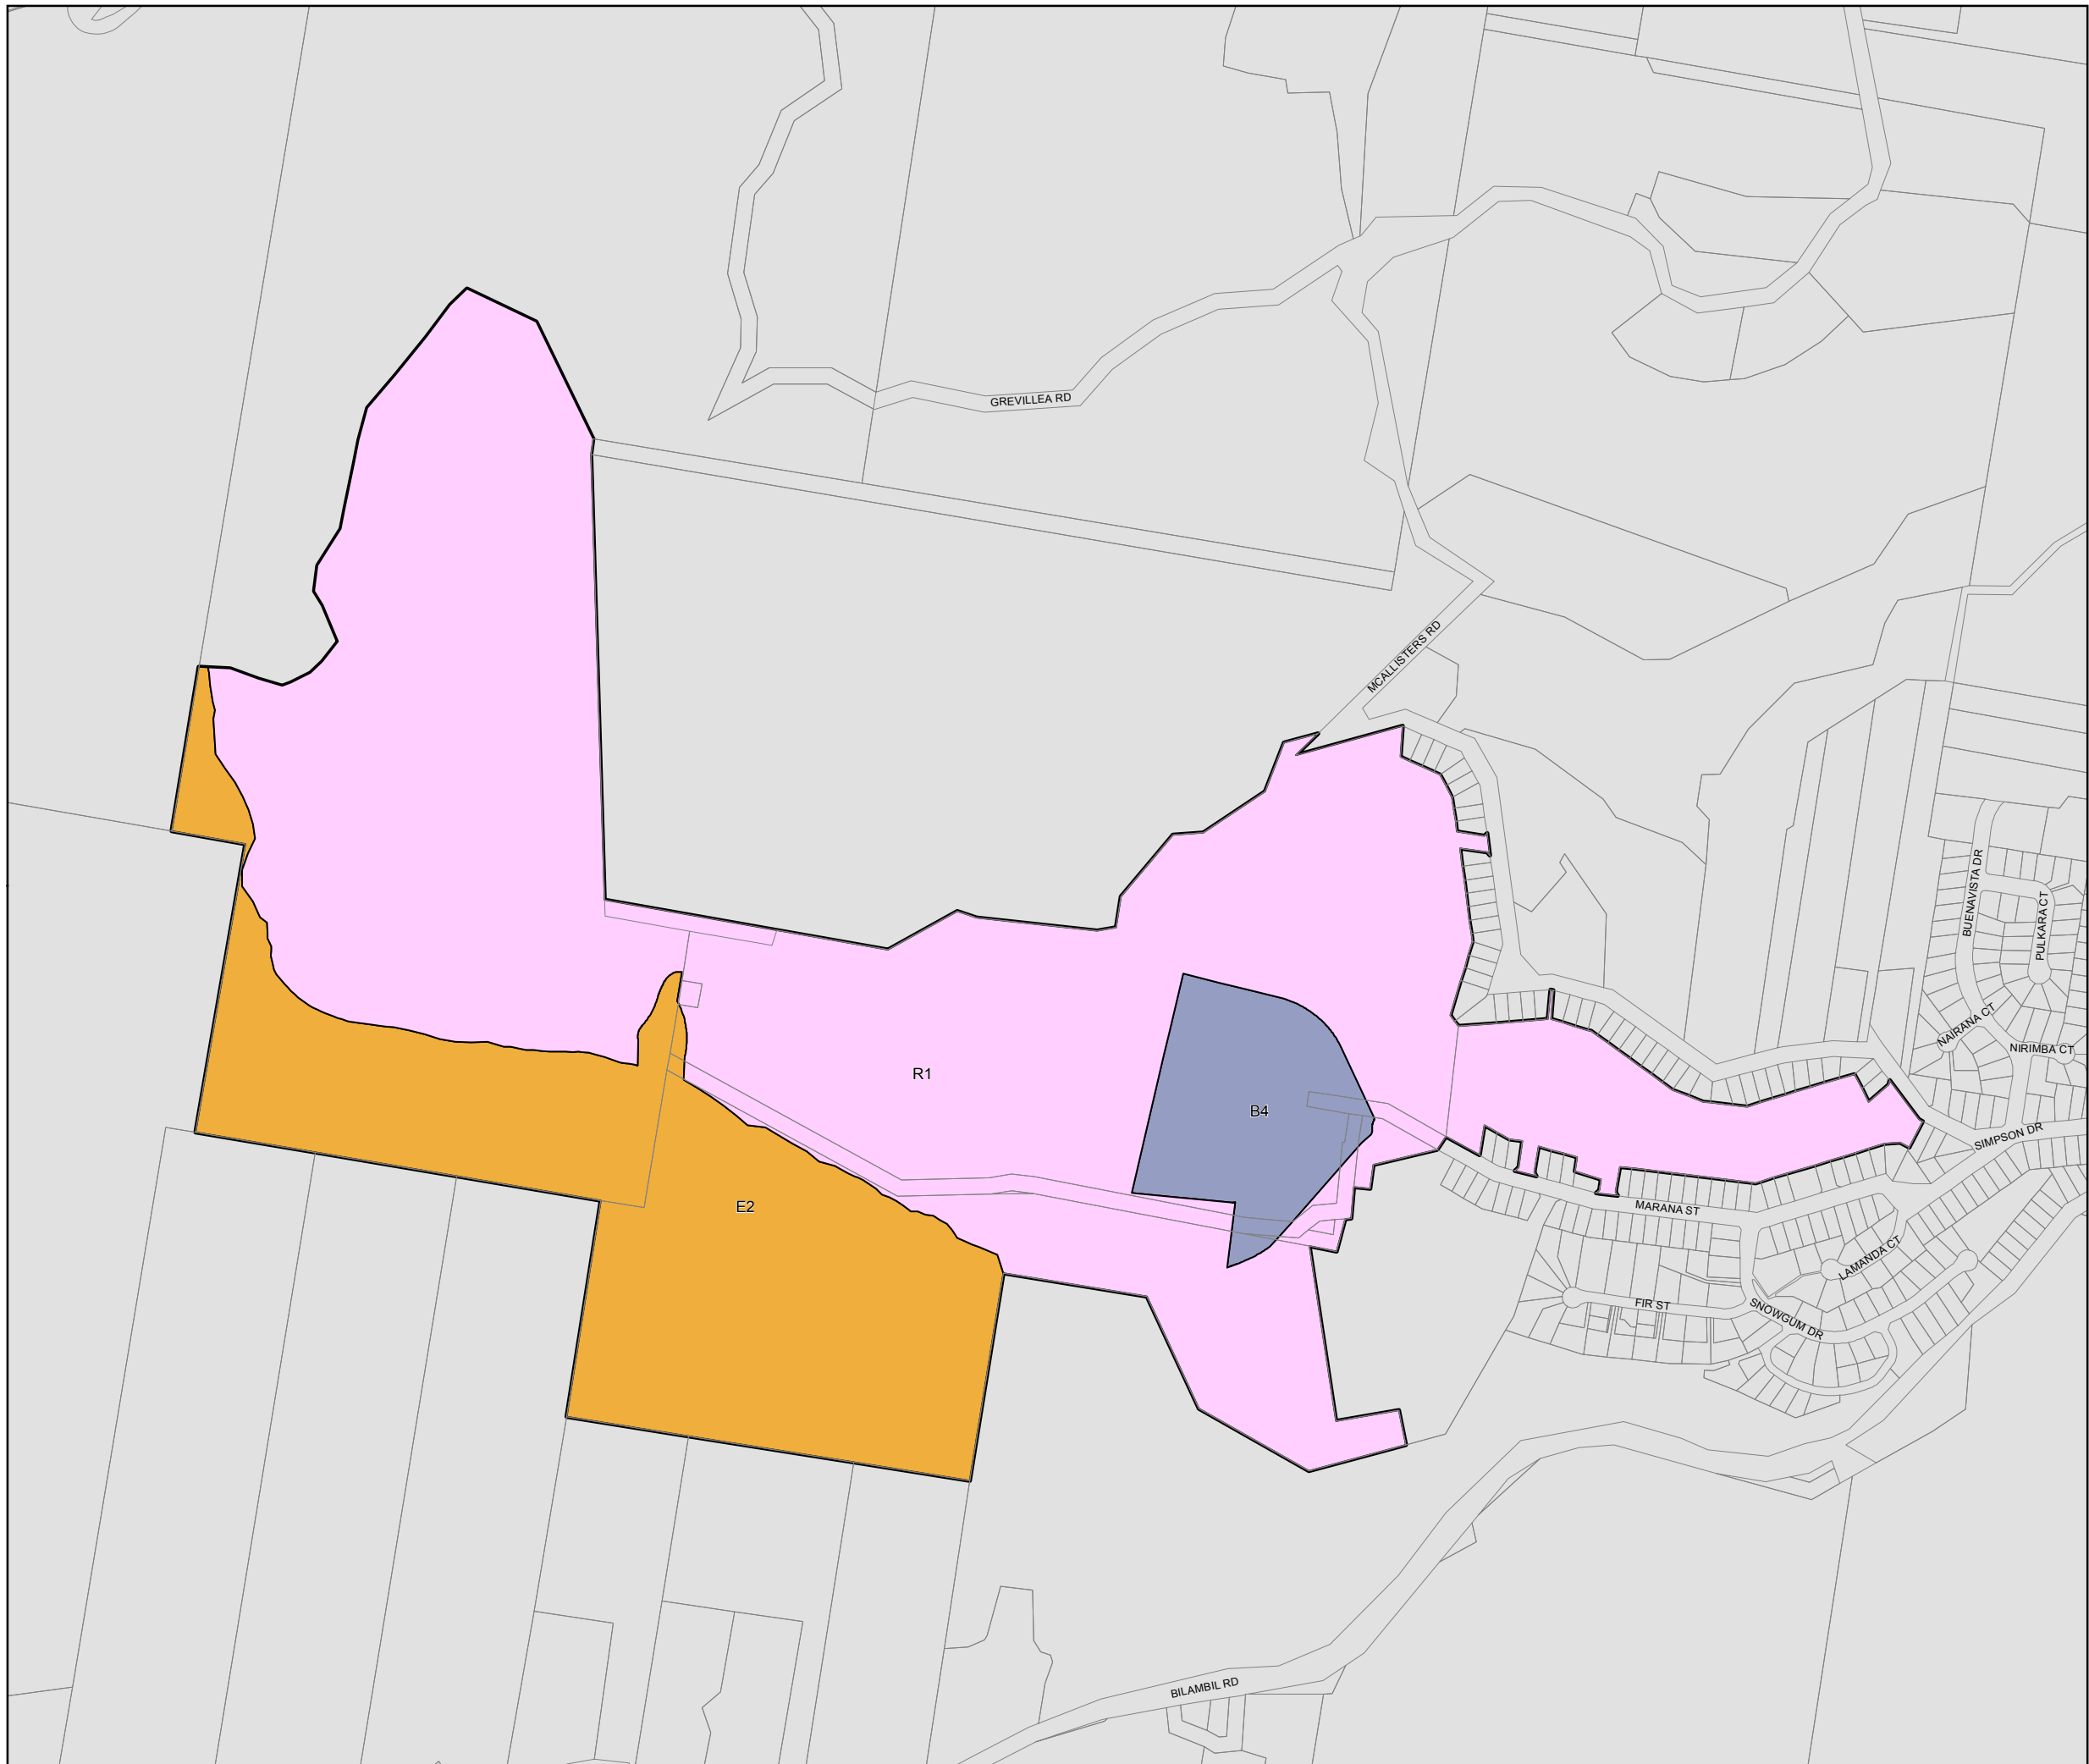 GREVILLEA RD
MCALLISTERS RD
BUENAVISTA DR
PULKARA CT
NAIRANA CT
NIRIMBA CT
R1
B4
SIMPSON DR
E2
MARANA ST
LAMANDA CT
FIR ST
SNOWGUM DR
BILAMBIL RD